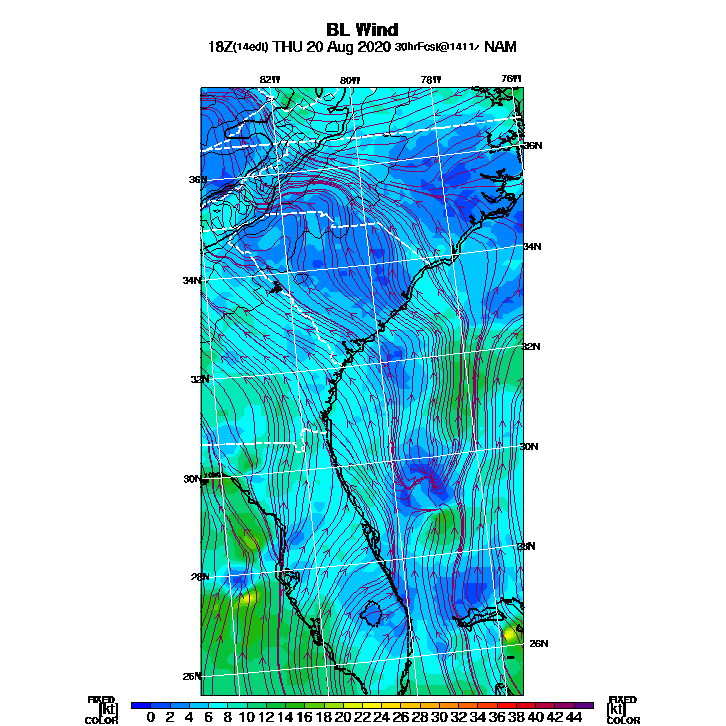 BL Wind
18Z(14edt) THU 20 Aug 2020 30hrFcst@1411z NAM
82W 80W 78W 76W
36N
36N
34N
34N
32N
32N
30N
30N
28N
28N
26N
26N
FIXED FIXED
[kt] 0 2 4 6 8 10 12 14 16 18 20 22 24 26 28 30 32 34 36 38 40 42 44 [kt]
COLOR COLOR